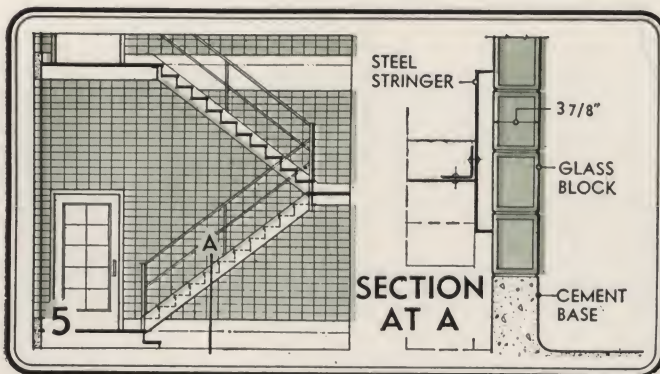 A
5
STEEL
STRINGER
3 7/8"
GLASS
BLOCK
SECTION
AT A
CEMENT
BASE